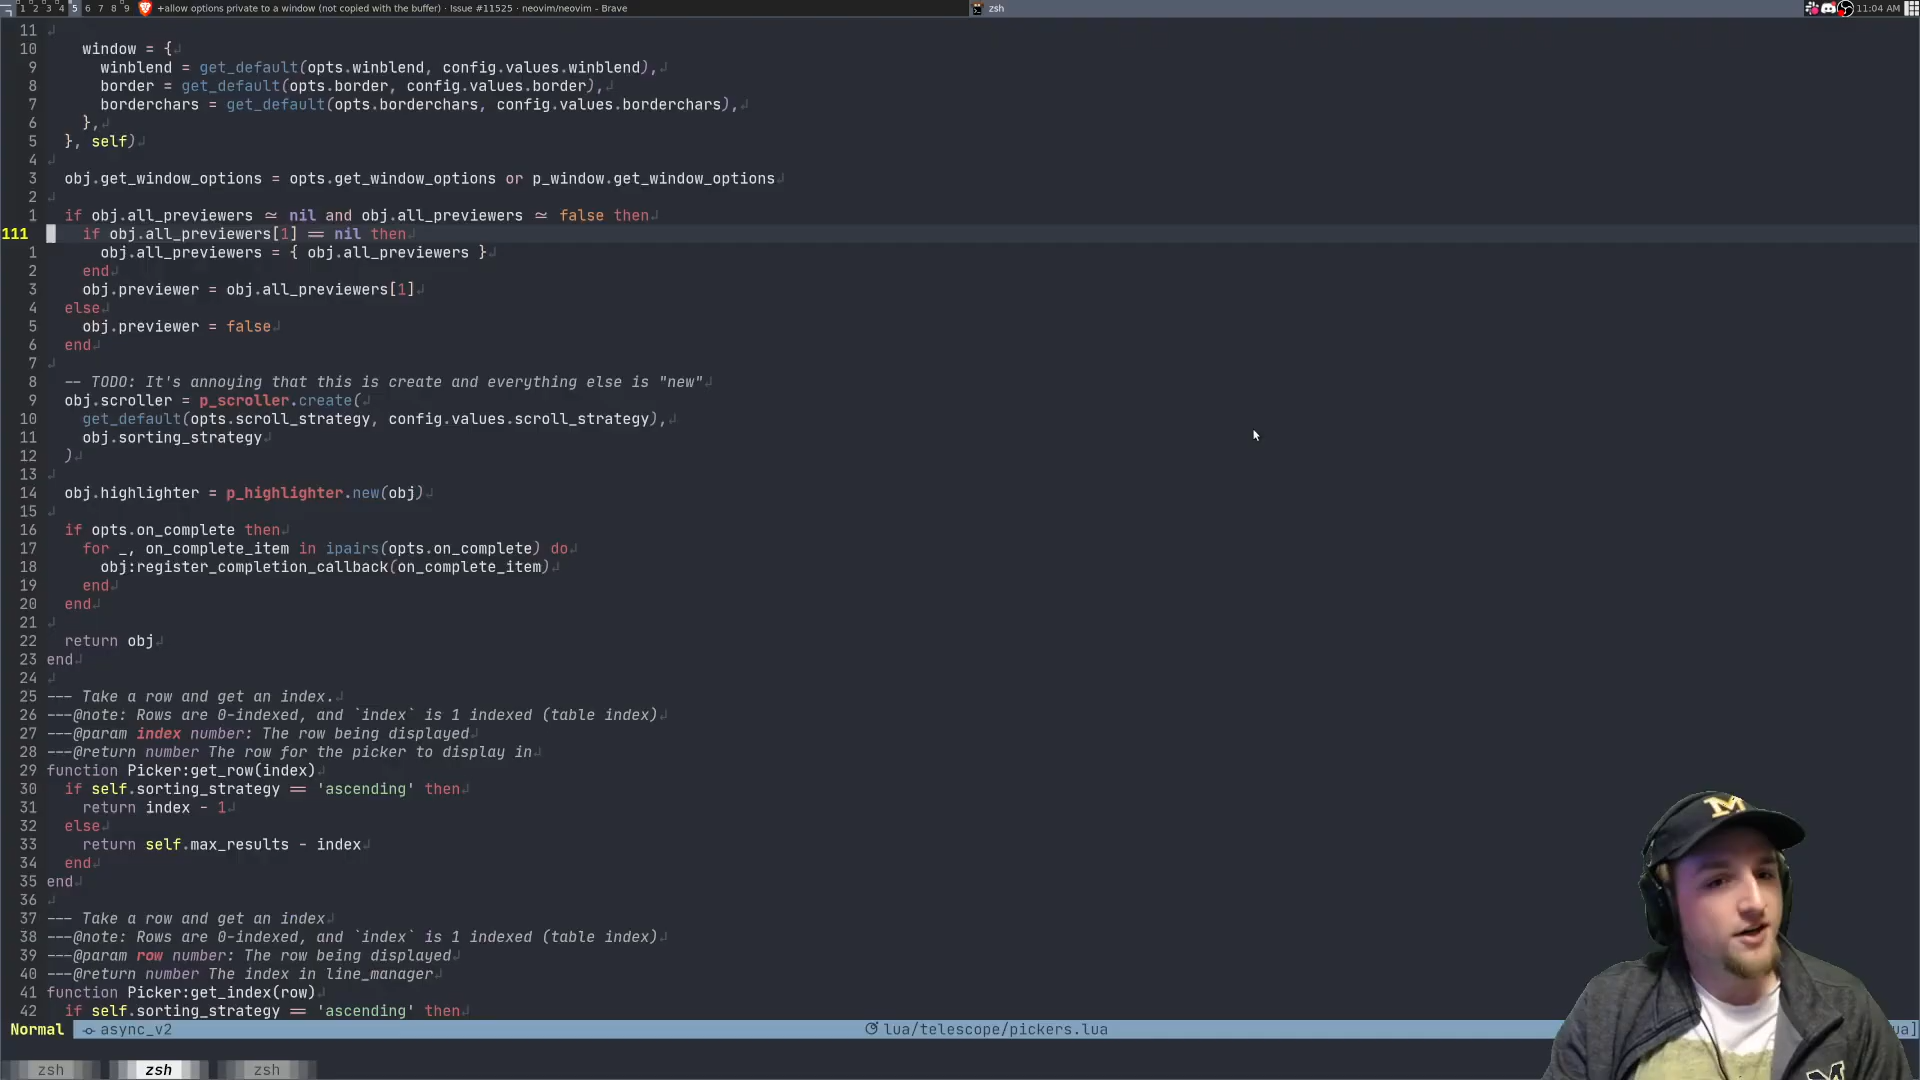 1 2 3 4 5 6 7 8 9 +allow options private to a window (not copied with the buffer) · Issue #11525 · neovim/neovim - Brave zsh 11:04 AM
11
10 window = {
9 winblend = get_default(opts.winblend, config.values.winblend),
8 border = get_default(opts.border, config.values.border),
7 borderchars = get_default(opts.borderchars, config.values.borderchars),
6 },
5 }, self)
4
3 obj.get_window_options = opts.get_window_options or p_window.get_window_options
2
1 if obj.all_previewers ~= nil and obj.all_previewers ~= false then
111 if obj.all_previewers[1] == nil then
1 obj.all_previewers = { obj.all_previewers }
2 end
3 obj.previewer = obj.all_previewers[1]
4 else
5 obj.previewer = false
6 end
7
8 -- TODO: It's annoying that this is create and everything else is "new"
9 obj.scroller = p_scroller.create(
10 get_default(opts.scroll_strategy, config.values.scroll_strategy),
11 obj.sorting_strategy
12 )
13
14 obj.highlighter = p_highlighter.new(obj)
15
16 if opts.on_complete then
17 for _, on_complete_item in ipairs(opts.on_complete) do
18 obj:register_completion_callback(on_complete_item)
19 end
20 end
21
22 return obj
23 end
24
25 --- Take a row and get an index.
26 ---@note: Rows are 0-indexed, and `index` is 1 indexed (table index)
27 ---@param index number: The row being displayed
28 ---@return number The row for the picker to display in
29 function Picker:get_row(index)
30 if self.sorting_strategy == 'ascending' then
31 return index - 1
32 else
33 return self.max_results - index
34 end
35 end
36
37 --- Take a row and get an index
38 ---@note: Rows are 0-indexed, and `index` is 1 indexed (table index)
39 ---@param row number: The row being displayed
40 ---@return number The index in line_manager
41 function Picker:get_index(row)
42 if self.sorting_strategy == 'ascending' then
Normal async_v2 lua/telescope/pickers.lua ua]
zsh zsh zsh
M